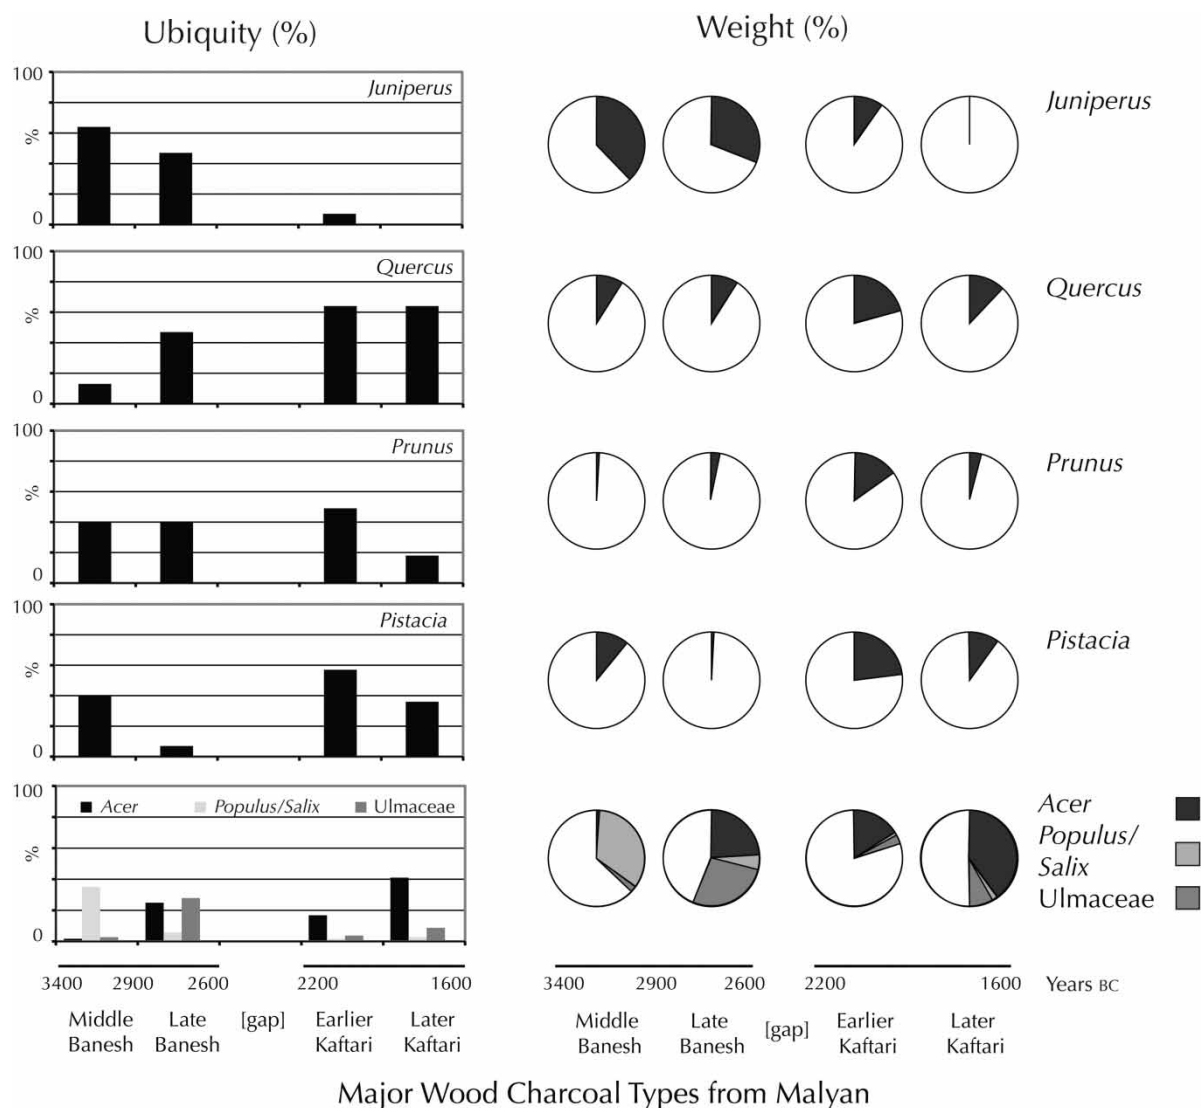 Ubiquity (%)
Weight (%)
100
%
0
Juniperus
Juniperus
100
%
0
Quercus
Quercus
100
%
0
Prunus
Prunus
100
%
0
Pistacia
Pistacia
100
%
0
Acer Populus/Salix Ulmaceae
Acer
Populus/
Salix
Ulmaceae
3400 2900 2600 2200 1600
3400 2900 2600 2200 1600 Years BC
Middle Banesh
Late Banesh
[gap]
Earlier Kaftari
Later Kaftari
Middle Banesh
Late Banesh
[gap]
Earlier Kaftari
Later Kaftari
Major Wood Charcoal Types from Malyan